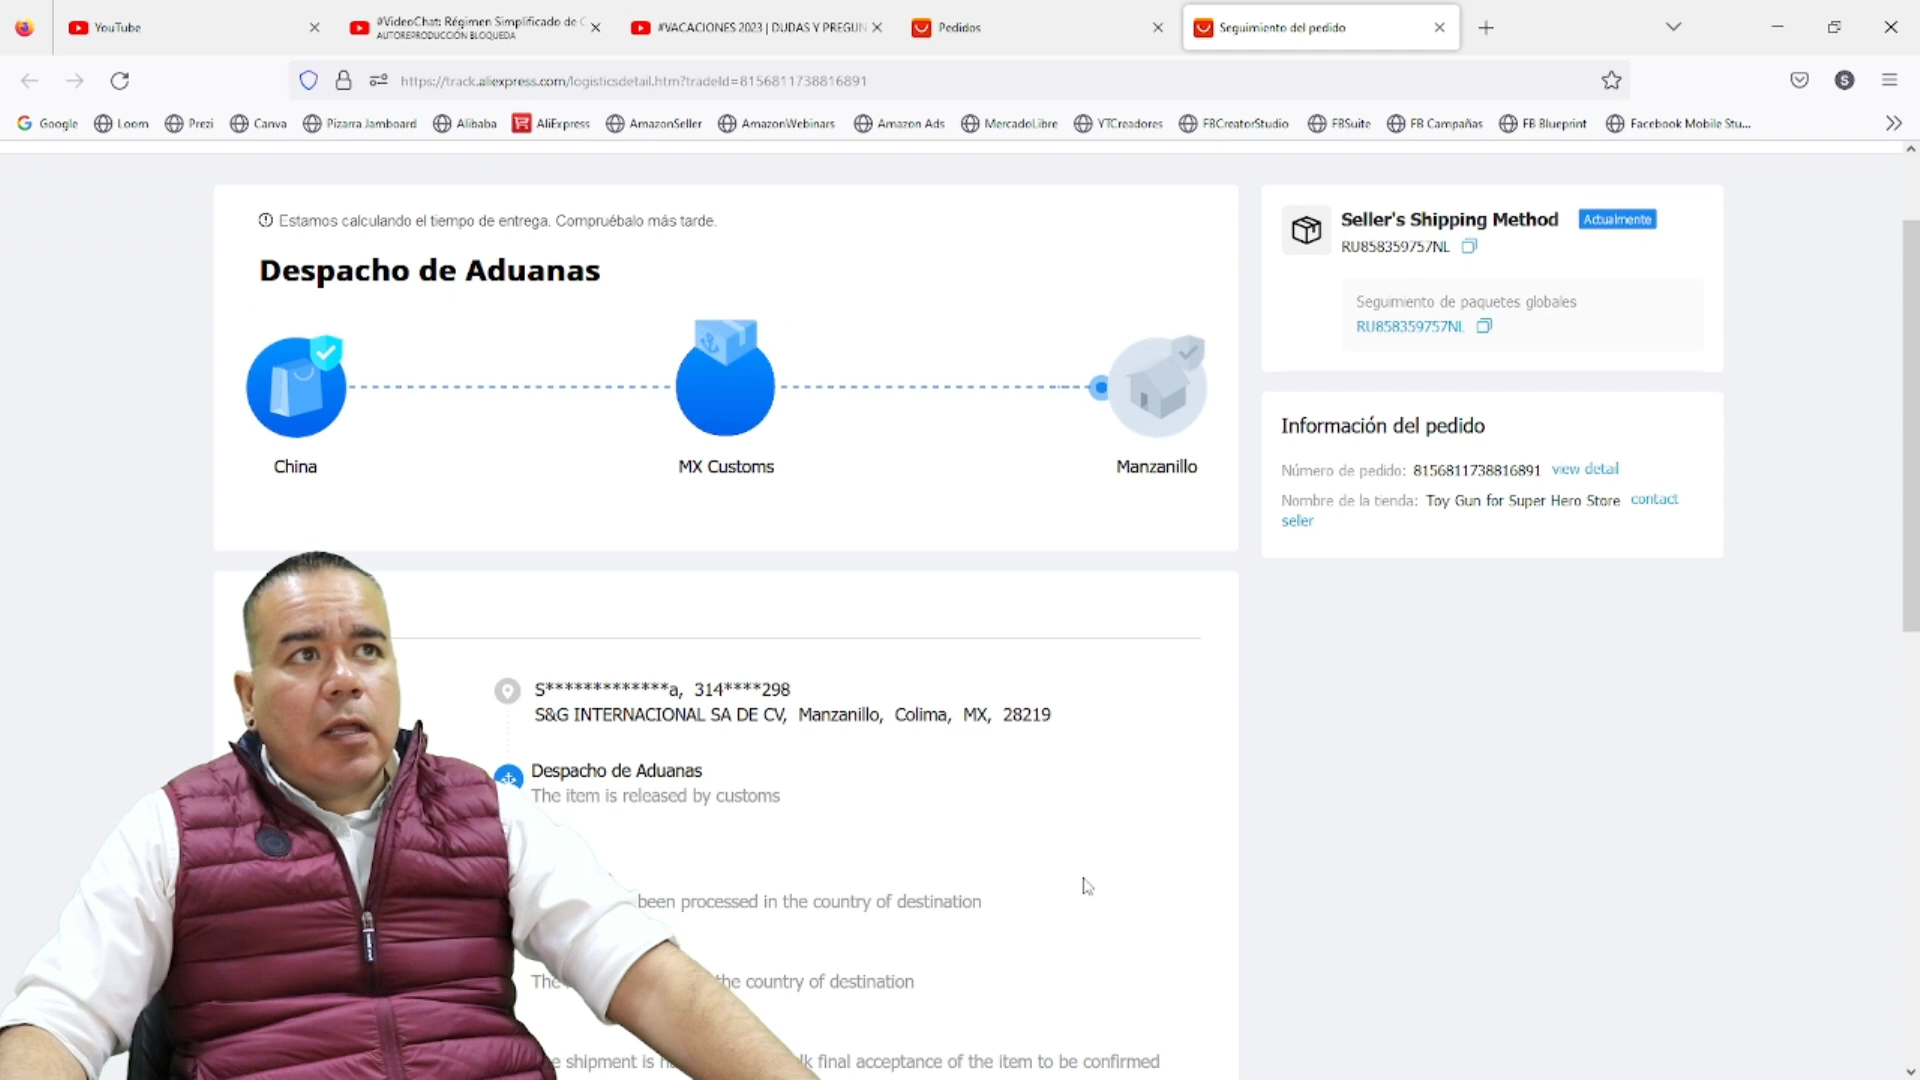 YouTube
#VideoChat: Régimen Simplificado de C
AUTOREPRODUCCIÓN BLOQUEADA
#VACACIONES 2023 | DUDAS Y PREGUN
Pedidos
Seguimiento del pedido
https://track.aliexpress.com/logisticsdetail.htm?tradeId=8156811738816891
S
Google
Loom
Prezi
Canva
Pizarra Jamboard
Alibaba
AliExpress
AmazonSeller
AmazonWebinars
Amazon Ads
MercadoLibre
YTCreadores
FBCreatorStudio
FBSuite
FB Campañas
FB Blueprint
Facebook Mobile Stu...
Estamos calculando el tiempo de entrega. Compruébalo más tarde.
Despacho de Aduanas
China
MX Customs
Manzanillo
Seller's Shipping Method
Actualmente
RU858359757NL
Seguimiento de paquetes globales
RU858359757NL
Información del pedido
Número de pedido: 8156811738816891 view detail
Nombre de la tienda: Toy Gun for Super Hero Store contact
seller
S*************a, 314****298
S&G INTERNACIONAL SA DE CV, Manzanillo, Colima, MX, 28219
Despacho de Aduanas
The item is released by customs
been processed in the country of destination
The the country of destination
shipment is final acceptance of the item to be confirmed